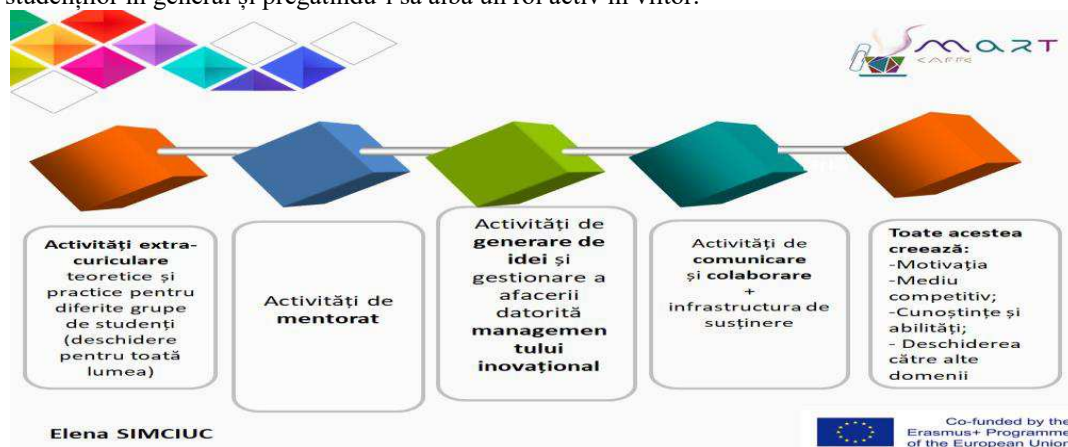 studenților în general și pregătindu-i să aibă un rol activ în viitor.
SMART
CAFFE
Activități extra-
curiculare
teoretice și
practice pentru
diferite grupe
de studenți
(deschidere
pentru toată
lumea)
Activități de
mentorat
Activități de
generare de
idei și
gestionare a
afacerii
datorită
managemen
tului
inovațional
Activități de
comunicare
și colaborare
+
infrastructura de
susținere
Toate acestea
creează:
-Motivația
-Mediu
competitiv;
-Cunoștințe și
abilități;
- Deschiderea
către alte
domenii
Elena SIMCIUC
Co-funded by the
Erasmus+ Programme
of the European Union